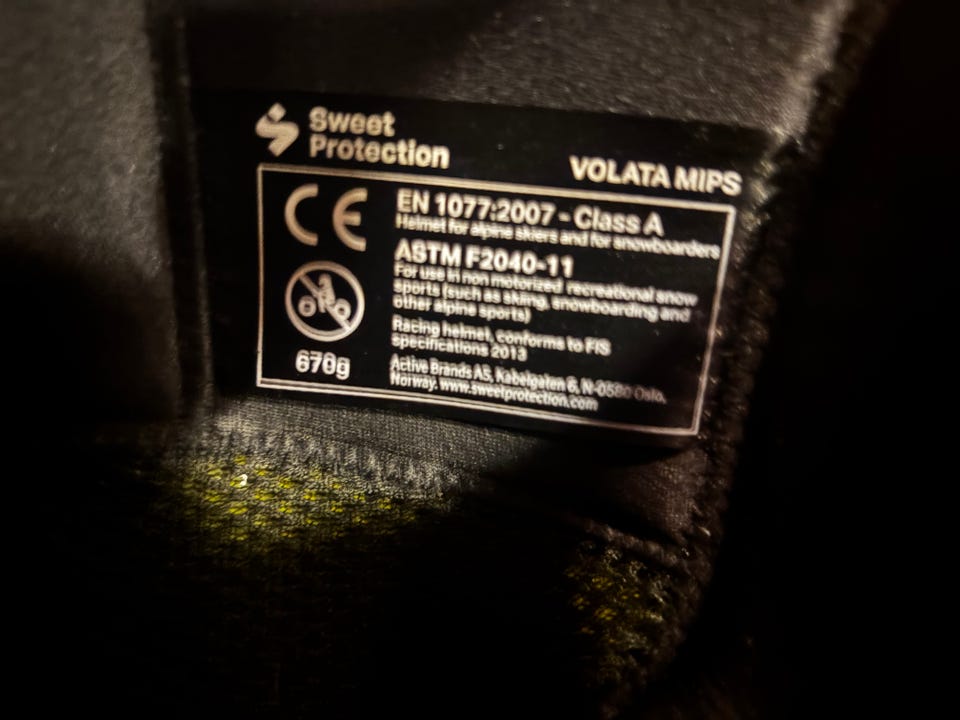 Sweet
Protection
VOLATA MIPS
CE
EN 1077:2007 - Class A
Helmet for alpine skiers and for snowboarders
ASTM F2040-11
For use in non motorized recreational snow
sports (such as skiing, snowboarding and
other alpine sports)
Racing helmet, conforms to FIS
specifications 2013
670g
Active Brands AS, Kabelgaten 6, N-0580 Oslo,
Norway. www.sweetprotection.com